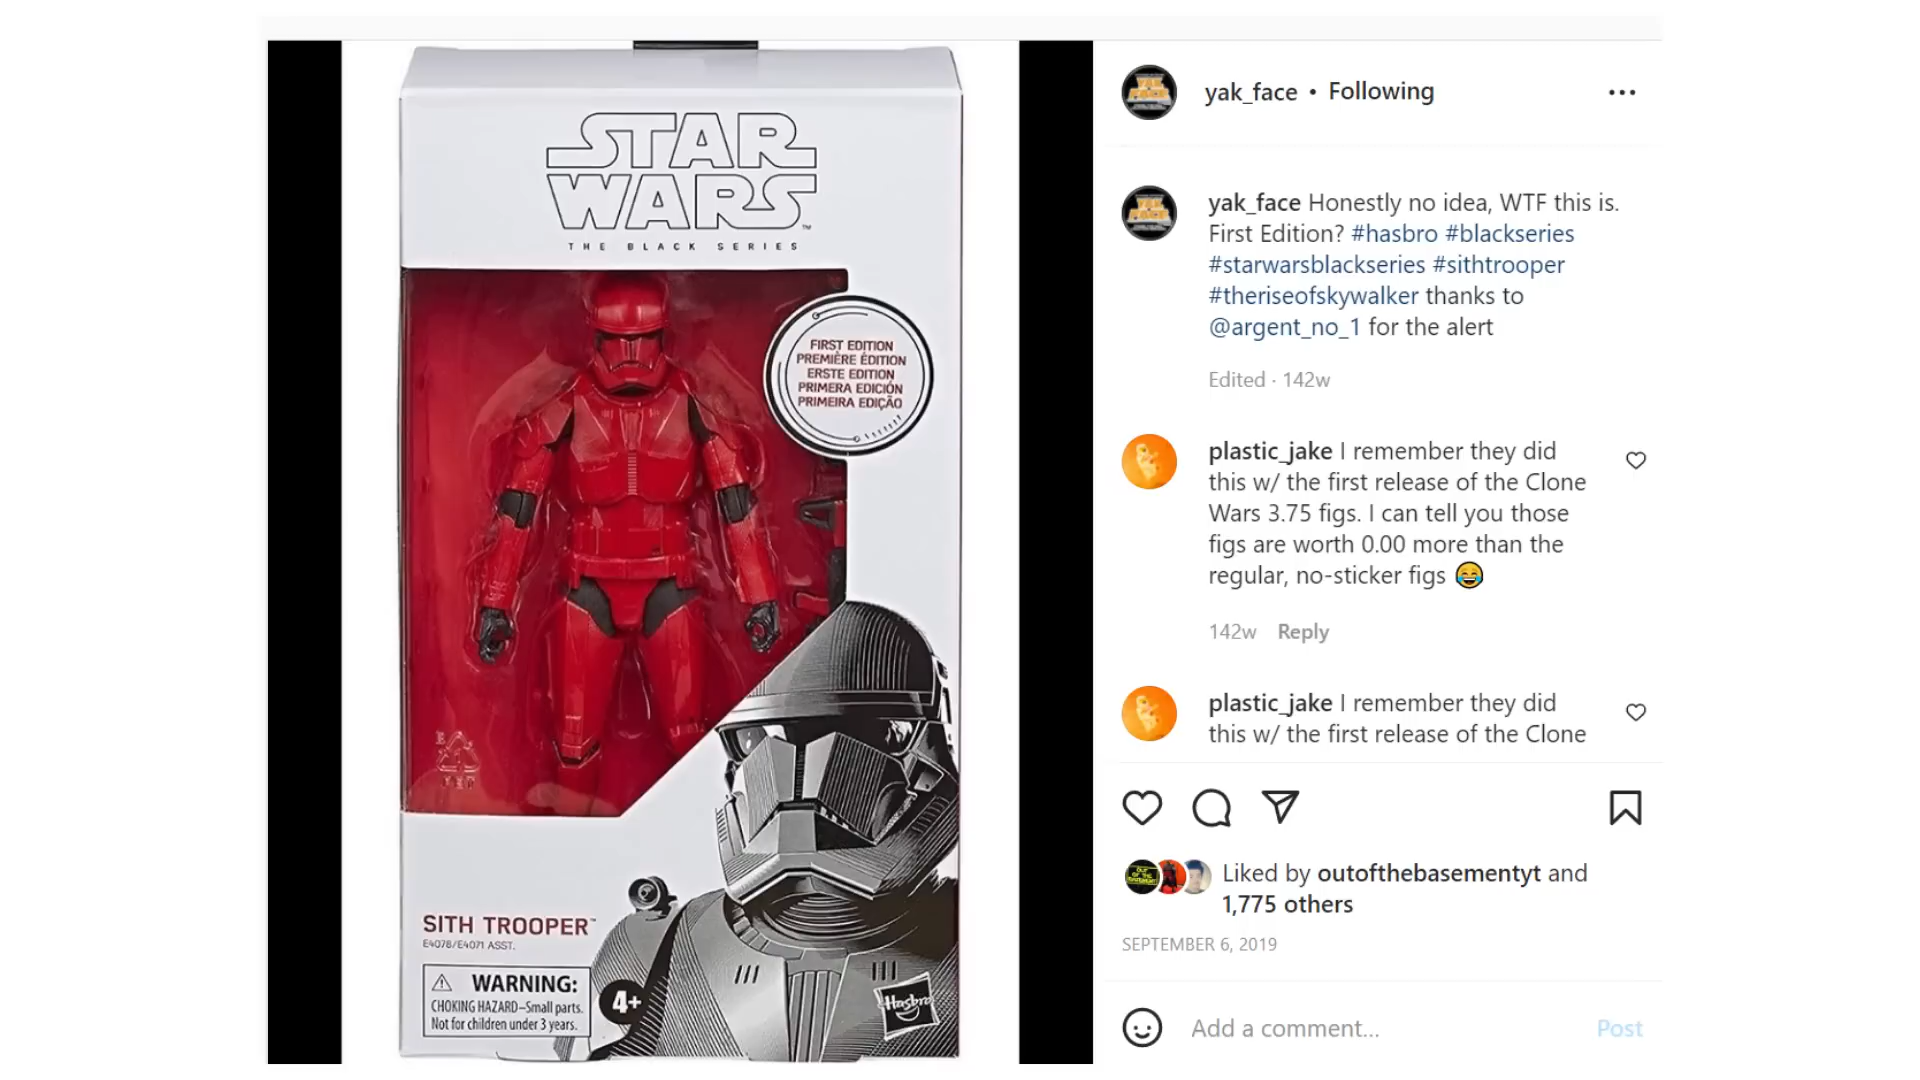 STAR
WARS™
THE BLACK SERIES
FIRST EDITION
PREMIÈRE ÉDITION
ERSTE EDITION
PRIMERA EDICIÓN
PRIMEIRA EDIÇÃO
SITH TROOPER™
E4078/E4071 ASST.
⚠ WARNING:
CHOKING HAZARD–Small parts.
Not for children under 3 years.
4+
Hasbro
yak_face • Following
yak_face Honestly no idea, WTF this is.
First Edition? #hasbro #blackseries
#starwarsblackseries #sithtrooper
#theriseofskywalker thanks to
@argent_no_1 for the alert
Edited · 142w
plastic_jake I remember they did
this w/ the first release of the Clone
Wars 3.75 figs. I can tell you those
figs are worth 0.00 more than the
regular, no-sticker figs 😂
142w Reply
plastic_jake I remember they did
this w/ the first release of the Clone
Liked by outofthebasementyt and
1,775 others
SEPTEMBER 6, 2019
Add a comment...
Post